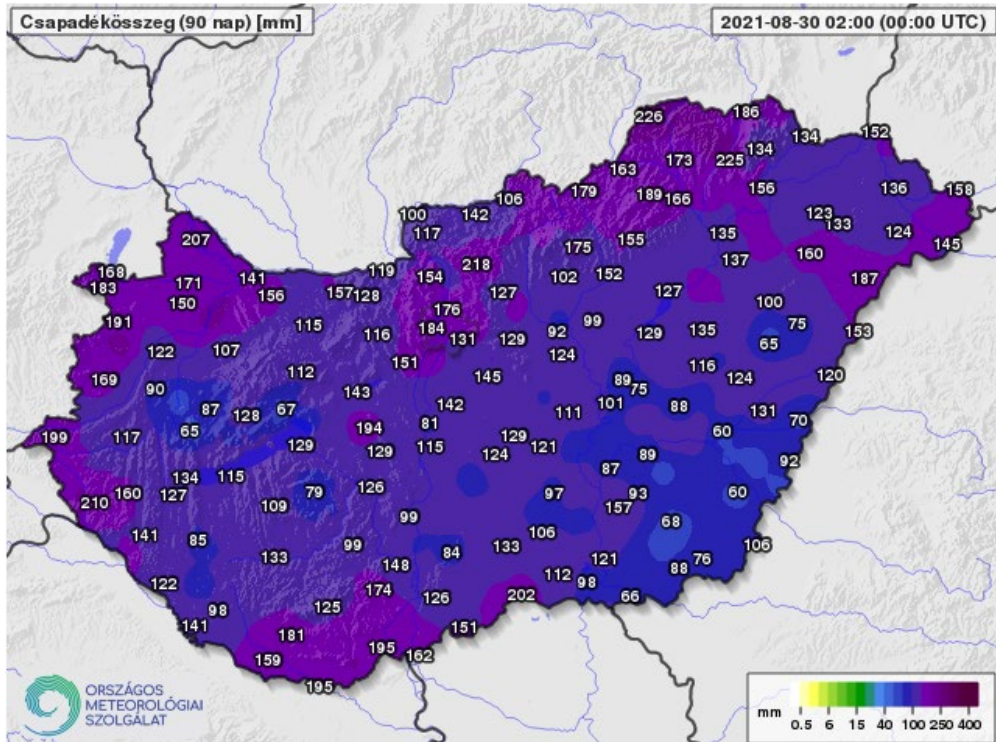 Csapadékösszeg (90 nap) [mm] 2021-08-30 02:00 (00:00 UTC)
226 186
134 152
134
163 173 225
179 189 166 156 136 158
106
100 142 123
117 133 124
207 175 155 135 145
218 137 160
168 119 154 102 152 187
183 171 141
150 156 157 128 127 127 100
191 115 176 99 75
116 184 131 129 92 129 135 65 153
122 107 124
151 116
169 112 145 89 124 120
90 143 75
87 128 67 142 111 101 88 131 70
65 81
199 117 194 129 60
129 129 115 124 121 89 92
134 115 87
160 127 79 126 97 93 60
210 109 157
99 68
141 85 99 106 106
133 84 133 121 76
148 112 88
122 174 98
126 202 66
98 125
141 181 151
159 195 162
195
ORSZÁGOS
METEOROLÓGIAI
SZOLGÁLAT
mm 0.5 6 15 40 100 250 400